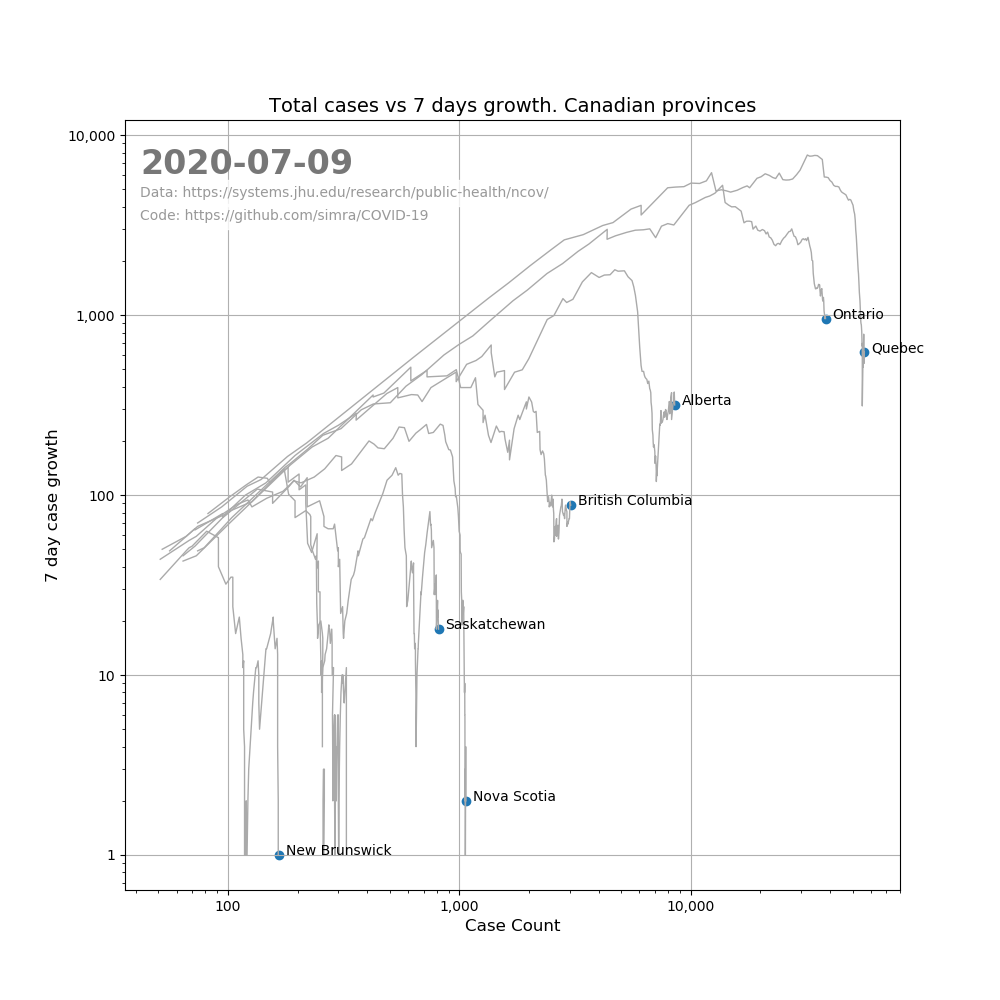 Total cases vs 7 days growth. Canadian provinces
10,000
2020-07-09
Data: https://systems.jhu.edu/research/public-health/ncov/
Code: https://github.com/simra/COVID-19
1,000
Ontario
Quebec
Alberta
7 day case growth
100
British Columbia
Saskatchewan
10
Nova Scotia
1
New Brunswick
100
1,000
10,000
Case Count